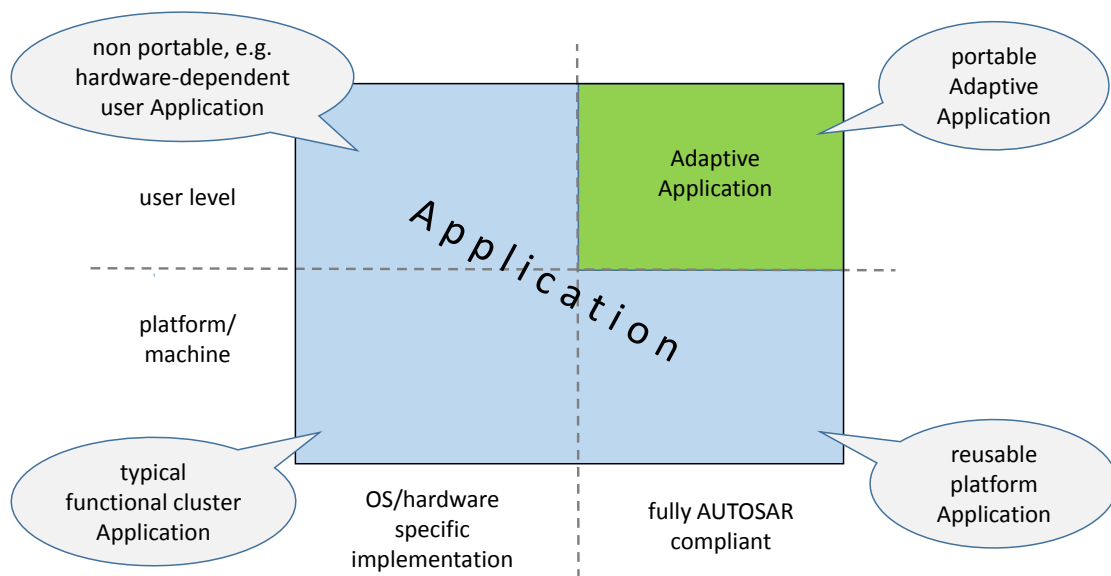 non portable, e.g.
hardware-dependent
user Application
portable
Adaptive
Application
Adaptive
Application
user level
Application
platform/
machine
typical
functional cluster
Application
OS/hardware
specific
implementation
fully AUTOSAR
compliant
reusable
platform
Application